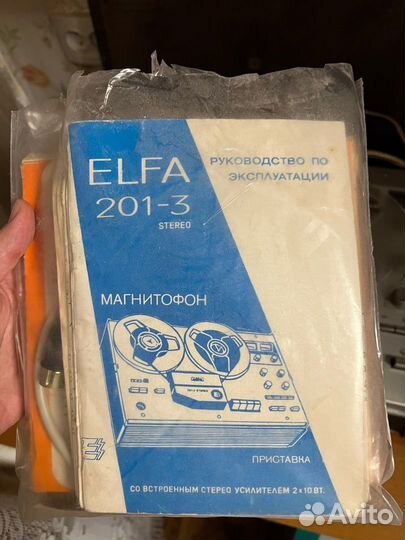 ELFA
201-3
STEREO
РУКОВОДСТВО ПО
ЭКСПЛУАТАЦИИ
МАГНИТОФОН
ПРИСТАВКА
СО ВСТРОЕННЫМ СТЕРЕО УСИЛИТЕЛЕМ 2×10 ВТ.
Avito